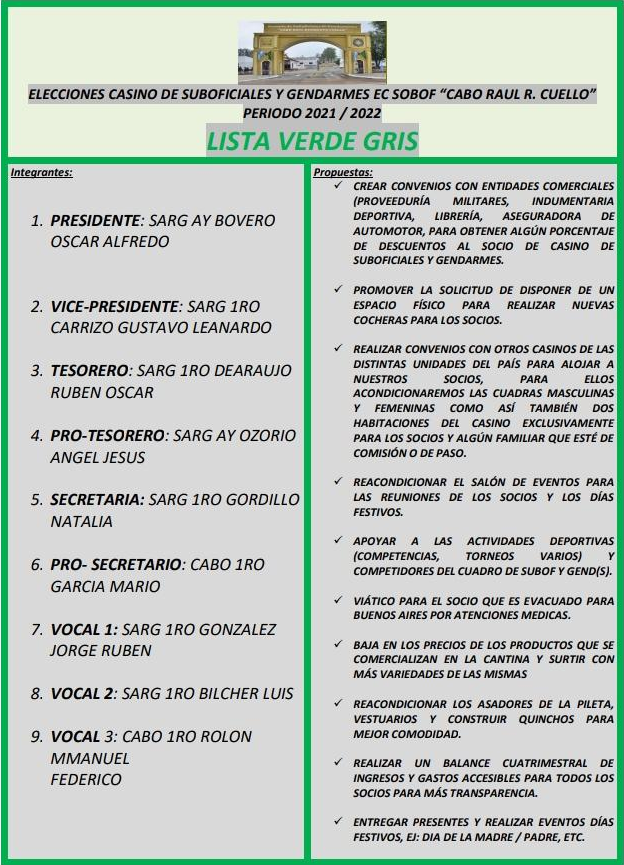 ELECCIONES CASINO DE SUBOFICIALES Y GENDARMES EC SOBOF “CABO RAUL R. CUELLO”
PERIODO 2021 / 2022
LISTA VERDE GRIS
Integrantes:
1. PRESIDENTE: SARG AY BOVERO
OSCAR ALFREDO
2. VICE-PRESIDENTE: SARG 1RO
CARRIZO GUSTAVO LEANARDO
3. TESORERO: SARG 1RO DEARAUJO
RUBEN OSCAR
4. PRO-TESORERO: SARG AY OZORIO
ANGEL JESUS
5. SECRETARIA: SARG 1RO GORDILLO
NATALIA
6. PRO- SECRETARIO: CABO 1RO
GARCIA MARIO
7. VOCAL 1: SARG 1RO GONZALEZ
JORGE RUBEN
8. VOCAL 2: SARG 1RO BILCHER LUIS
9. VOCAL 3: CABO 1RO ROLON
MMANUEL
FEDERICO
Propuestas:
✓ CREAR CONVENIOS CON ENTIDADES COMERCIALES
(PROVEEDURÍA MILITARES, INDUMENTARIA
DEPORTIVA, LIBRERÍA, ASEGURADORA DE
AUTOMOTOR, PARA OBTENER ALGÚN PORCENTAJE
DE DESCUENTOS AL SOCIO DE CASINO DE
SUBOFICIALES Y GENDARMES.
✓ PROMOVER LA SOLICITUD DE DISPONER DE UN
ESPACIO FÍSICO PARA REALIZAR NUEVAS
COCHERAS PARA LOS SOCIOS.
✓ REALIZAR CONVENIOS CON OTROS CASINOS DE LAS
DISTINTAS UNIDADES DEL PAÍS PARA ALOJAR A
NUESTROS SOCIOS, PARA ELLOS
ACONDICIONAREMOS LAS CUADRAS MASCULINAS
Y FEMENINAS COMO ASÍ TAMBIÉN DOS
HABITACIONES DEL CASINO EXCLUSIVAMENTE
PARA LOS SOCIOS Y ALGÚN FAMILIAR QUE ESTÉ DE
COMISIÓN O DE PASO.
✓ REACONDICIONAR EL SALÓN DE EVENTOS PARA
LAS REUNIONES DE LOS SOCIOS Y LOS DÍAS
FESTIVOS.
✓ APOYAR A LAS ACTIVIDADES DEPORTIVAS
(COMPETENCIAS, TORNEOS VARIOS) Y
COMPETIDORES DEL CUADRO DE SUBOF Y GEND(S).
✓ VIÁTICO PARA EL SOCIO QUE ES EVACUADO PARA
BUENOS AIRES POR ATENCIONES MEDICAS.
✓ BAJA EN LOS PRECIOS DE LOS PRODUCTOS QUE SE
COMERCIALIZAN EN LA CANTINA Y SURTIR CON
MÁS VARIEDADES DE LAS MISMAS
✓ REACONDICIONAR LOS ASADORES DE LA PILETA,
VESTUARIOS Y CONSTRUIR QUINCHOS PARA
MEJOR COMODIDAD.
✓ REALIZAR UN BALANCE CUATRIMESTRAL DE
INGRESOS Y GASTOS ACCESIBLES PARA TODOS LOS
SOCIOS PARA MÁS TRANSPARENCIA.
✓ ENTREGAR PRESENTES Y REALIZAR EVENTOS DÍAS
FESTIVOS, EJ: DIA DE LA MADRE / PADRE, ETC.